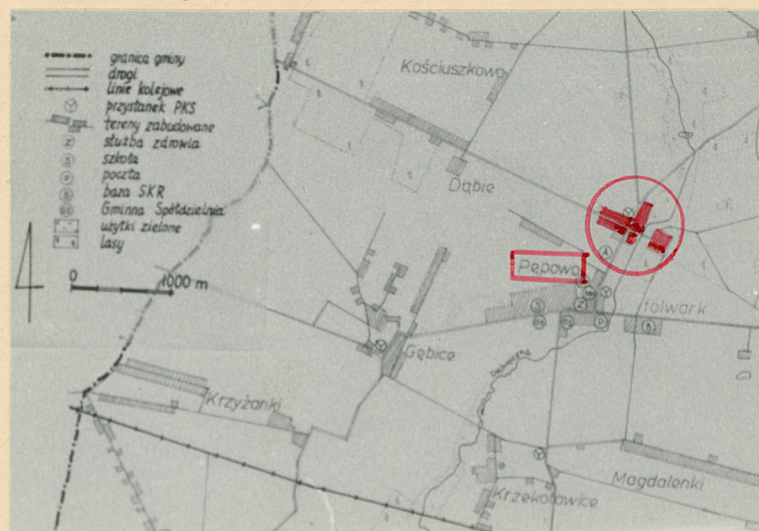 granica gminy
drogi
linie kolejowe
przystanek PKS
tereny zabudowane
służba zdrowia
szkoła
poczta
baza SKR
Gminna Spółdzielnia
użytki zielone
lasy
0 1000 m
Kościuszkowo
Dąbie
Pępowo
folwark
Gębice
Krzyżanki
Krzekotowice
Magdalenki